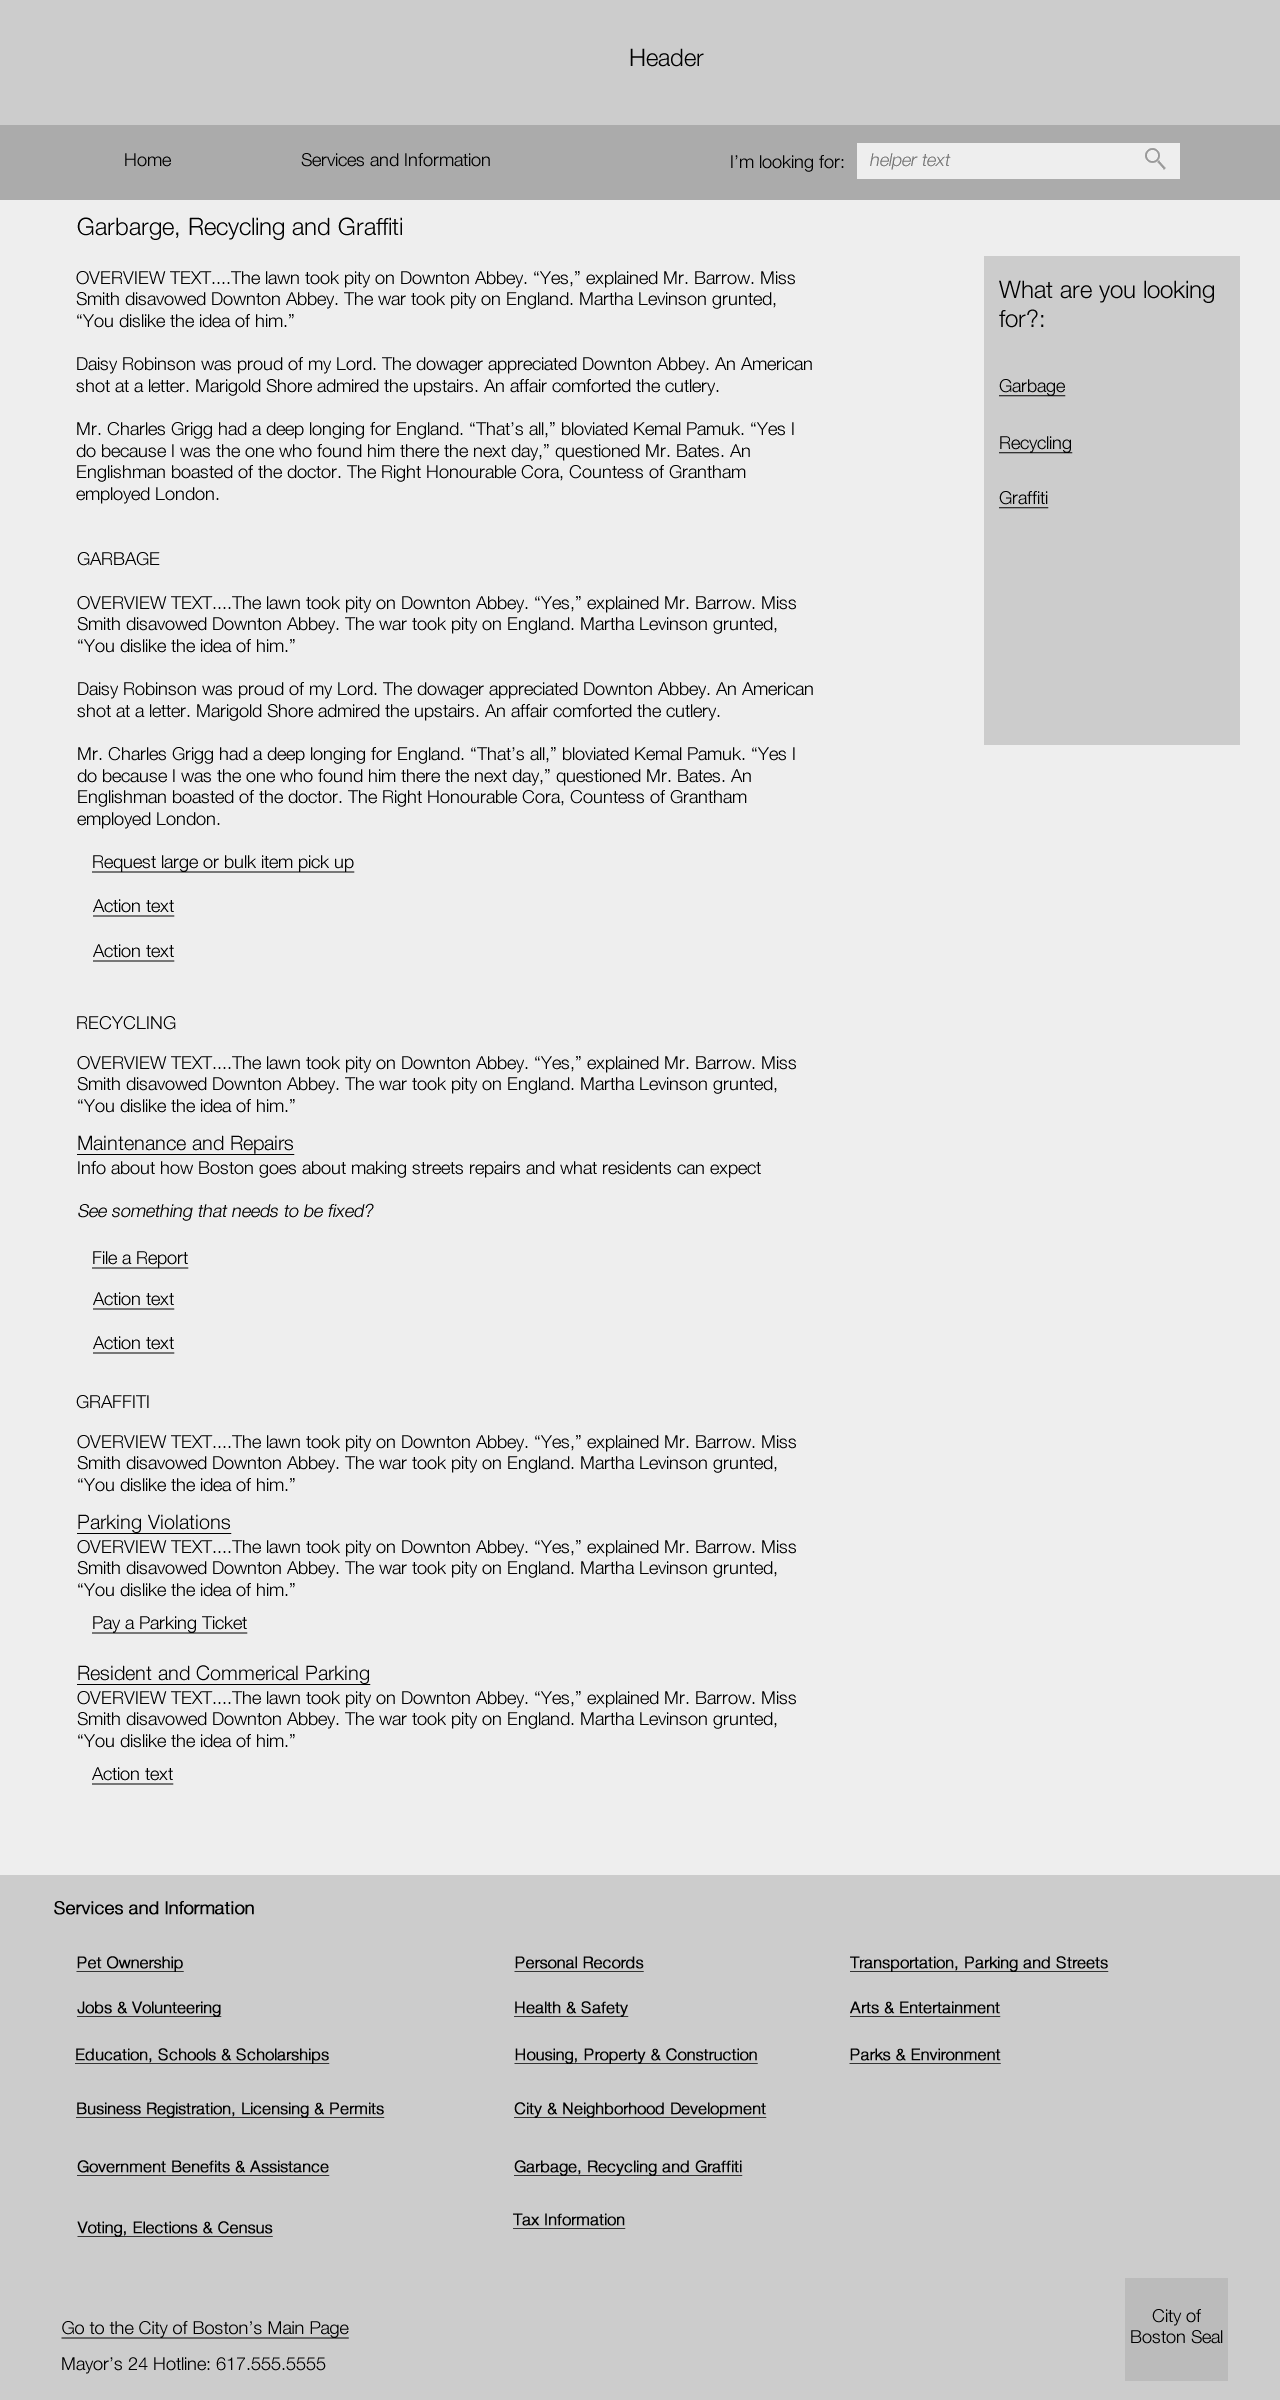 Header
Home
Services and Information
I’m looking for:
helper text
Garbarge, Recycling and Graffiti
OVERVIEW TEXT....The lawn took pity on Downton Abbey. “Yes,” explained Mr. Barrow. Miss
Smith disavowed Downton Abbey. The war took pity on England. Martha Levinson grunted,
“You dislike the idea of him.”
Daisy Robinson was proud of my Lord. The dowager appreciated Downton Abbey. An American
shot at a letter. Marigold Shore admired the upstairs. An affair comforted the cutlery.
Mr. Charles Grigg had a deep longing for England. “That’s all,” bloviated Kemal Pamuk. “Yes I
do because I was the one who found him there the next day,” questioned Mr. Bates. An
Englishman boasted of the doctor. The Right Honourable Cora, Countess of Grantham
employed London.
What are you looking
for?:
Garbage
Recycling
Graffiti
GARBAGE
OVERVIEW TEXT....The lawn took pity on Downton Abbey. “Yes,” explained Mr. Barrow. Miss
Smith disavowed Downton Abbey. The war took pity on England. Martha Levinson grunted,
“You dislike the idea of him.”
Daisy Robinson was proud of my Lord. The dowager appreciated Downton Abbey. An American
shot at a letter. Marigold Shore admired the upstairs. An affair comforted the cutlery.
Mr. Charles Grigg had a deep longing for England. “That’s all,” bloviated Kemal Pamuk. “Yes I
do because I was the one who found him there the next day,” questioned Mr. Bates. An
Englishman boasted of the doctor. The Right Honourable Cora, Countess of Grantham
employed London.
Request large or bulk item pick up
Action text
Action text
RECYCLING
OVERVIEW TEXT....The lawn took pity on Downton Abbey. “Yes,” explained Mr. Barrow. Miss
Smith disavowed Downton Abbey. The war took pity on England. Martha Levinson grunted,
“You dislike the idea of him.”
Maintenance and Repairs
Info about how Boston goes about making streets repairs and what residents can expect
See something that needs to be fixed?
File a Report
Action text
Action text
GRAFFITI
OVERVIEW TEXT....The lawn took pity on Downton Abbey. “Yes,” explained Mr. Barrow. Miss
Smith disavowed Downton Abbey. The war took pity on England. Martha Levinson grunted,
“You dislike the idea of him.”
Parking Violations
OVERVIEW TEXT....The lawn took pity on Downton Abbey. “Yes,” explained Mr. Barrow. Miss
Smith disavowed Downton Abbey. The war took pity on England. Martha Levinson grunted,
“You dislike the idea of him.”
Pay a Parking Ticket
Resident and Commerical Parking
OVERVIEW TEXT....The lawn took pity on Downton Abbey. “Yes,” explained Mr. Barrow. Miss
Smith disavowed Downton Abbey. The war took pity on England. Martha Levinson grunted,
“You dislike the idea of him.”
Action text
Services and Information
Pet Ownership
Jobs & Volunteering
Education, Schools & Scholarships
Business Registration, Licensing & Permits
Government Benefits & Assistance
Voting, Elections & Census
Personal Records
Health & Safety
Housing, Property & Construction
City & Neighborhood Development
Garbage, Recycling and Graffiti
Tax Information
Transportation, Parking and Streets
Arts & Entertainment
Parks & Environment
Go to the City of Boston’s Main Page
Mayor’s 24 Hotline: 617.555.5555
City of
Boston Seal